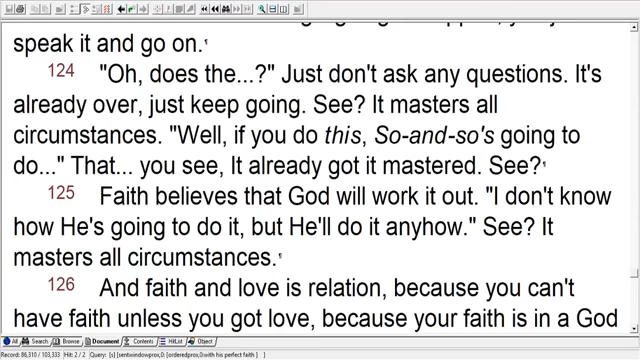 speak it and go on.
124 "Oh, does the...?" Just don't ask any questions. It's
already over, just keep going. See? It masters all
circumstances. "Well, if you do this, So-and-so's going to
do..." That... you see, It already got it mastered. See?
125 Faith believes that God will work it out. "I don't know
how He's going to do it, but He'll do it anyhow." See? It
masters all circumstances.
126 And faith and love is relation, because you can't
have faith unless you got love, because your faith is in a God
All Search Browse Document Contents HitList Object
Record: 86,310 / 103,333 Hit: 2 / 2 Query: [s] {sentwindowprox,0: {orderedprox,0:with his perfect faith